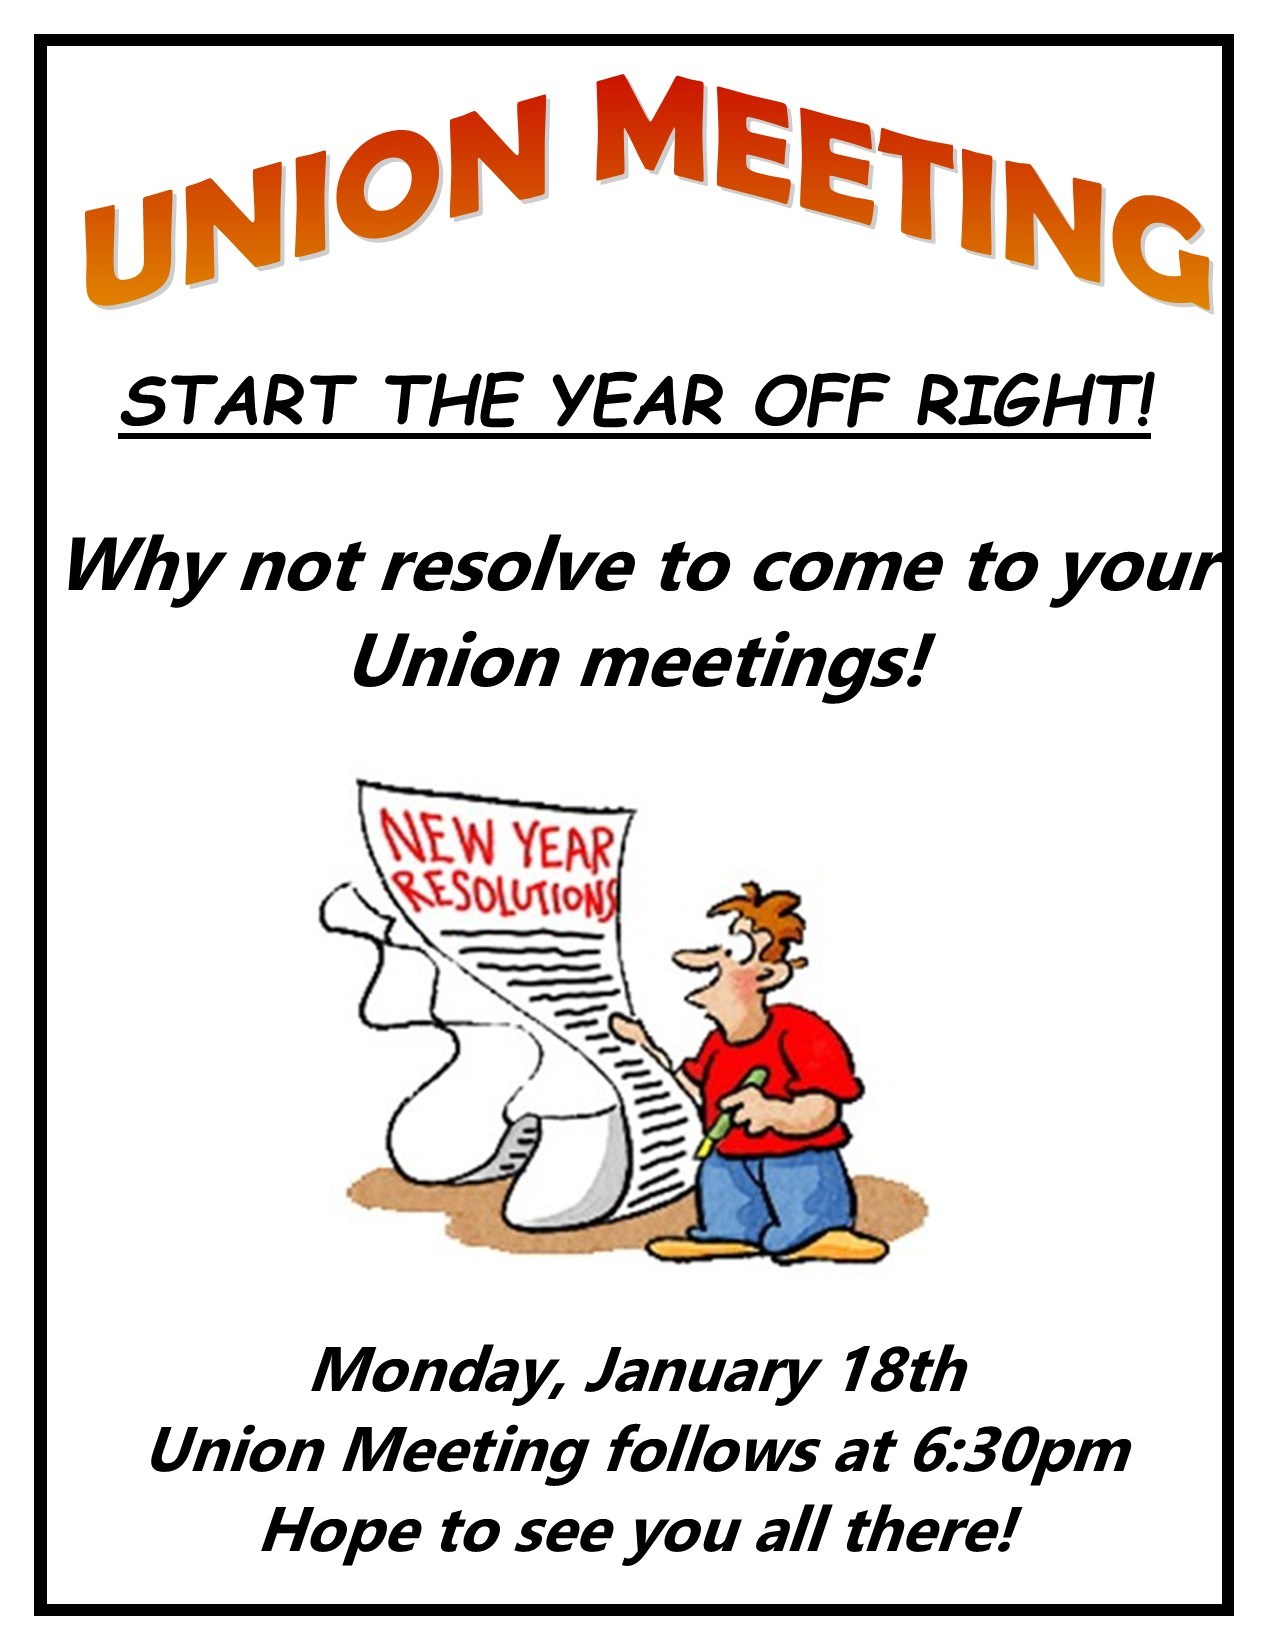 UNION MEETING
START THE YEAR OFF RIGHT!
Why not resolve to come to your
Union meetings!
NEW YEAR
RESOLUTIONS
Monday, January 18th
Union Meeting follows at 6:30pm
Hope to see you all there!